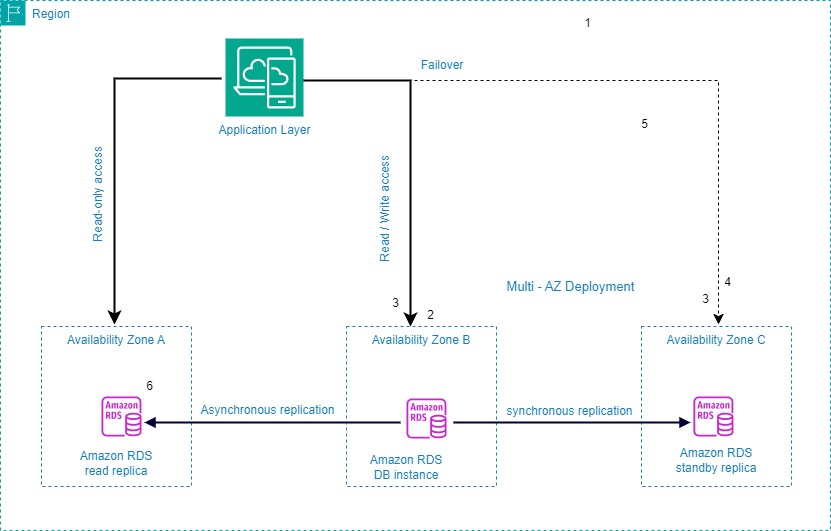 Region
1
Failover
Application Layer
5
Read-only access
Read / Write access
Multi - AZ Deployment
4
3
3
2
Availability Zone A
Availability Zone B
Availability Zone C
6
Amazon
RDS
Asynchronous replication
Amazon
RDS
synchronous replication
Amazon
RDS
Amazon RDS
read replica
Amazon RDS
DB instance
Amazon RDS
standby replica